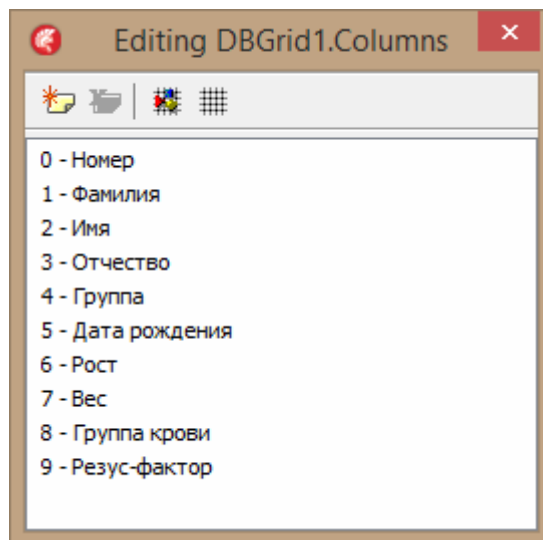 Editing DBGrid1.Columns
0 - Номер
1 - Фамилия
2 - Имя
3 - Отчество
4 - Группа
5 - Дата рождения
6 - Рост
7 - Вес
8 - Группа крови
9 - Резус-фактор